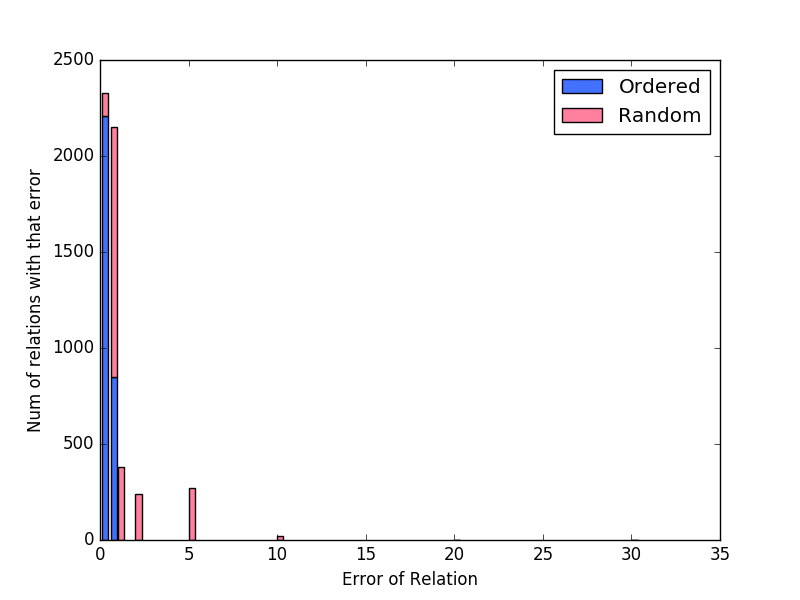 2500
2000
1500
1000
500
0
Num of relations with that error
Ordered
Random
0 5 10 15 20 25 30 35
Error of Relation